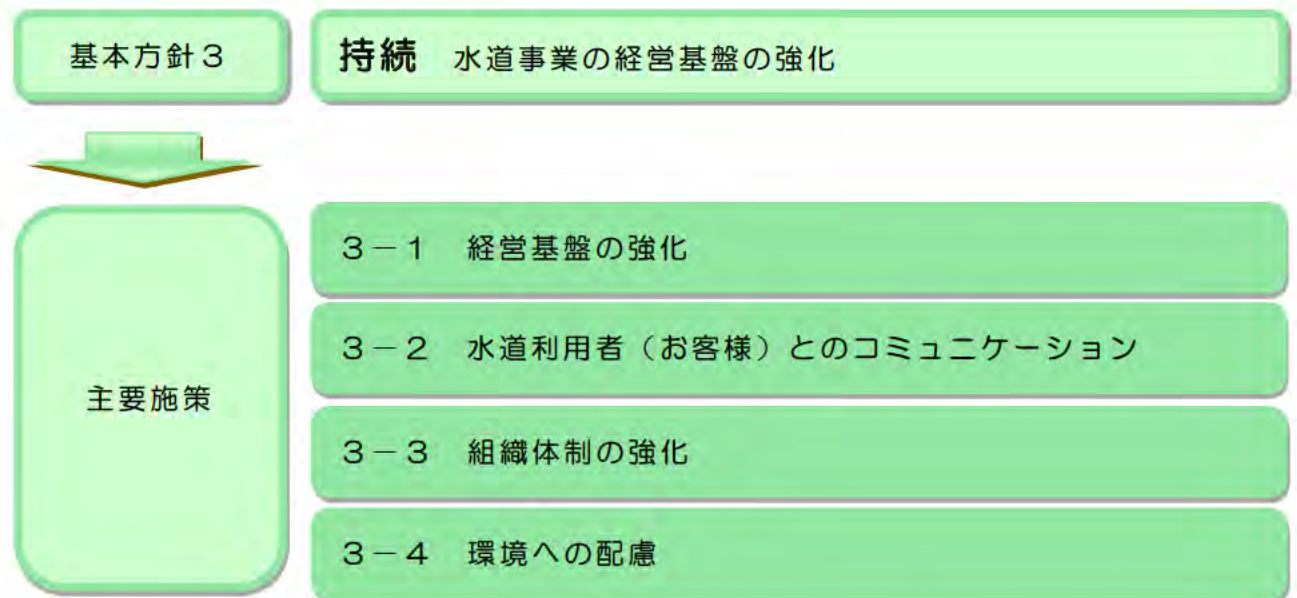 基本方針３
持続 水道事業の経営基盤の強化
主要施策
３－１ 経営基盤の強化
３－２ 水道利用者（お客様）とのコミュニケーション
３－３ 組織体制の強化
３－４ 環境への配慮